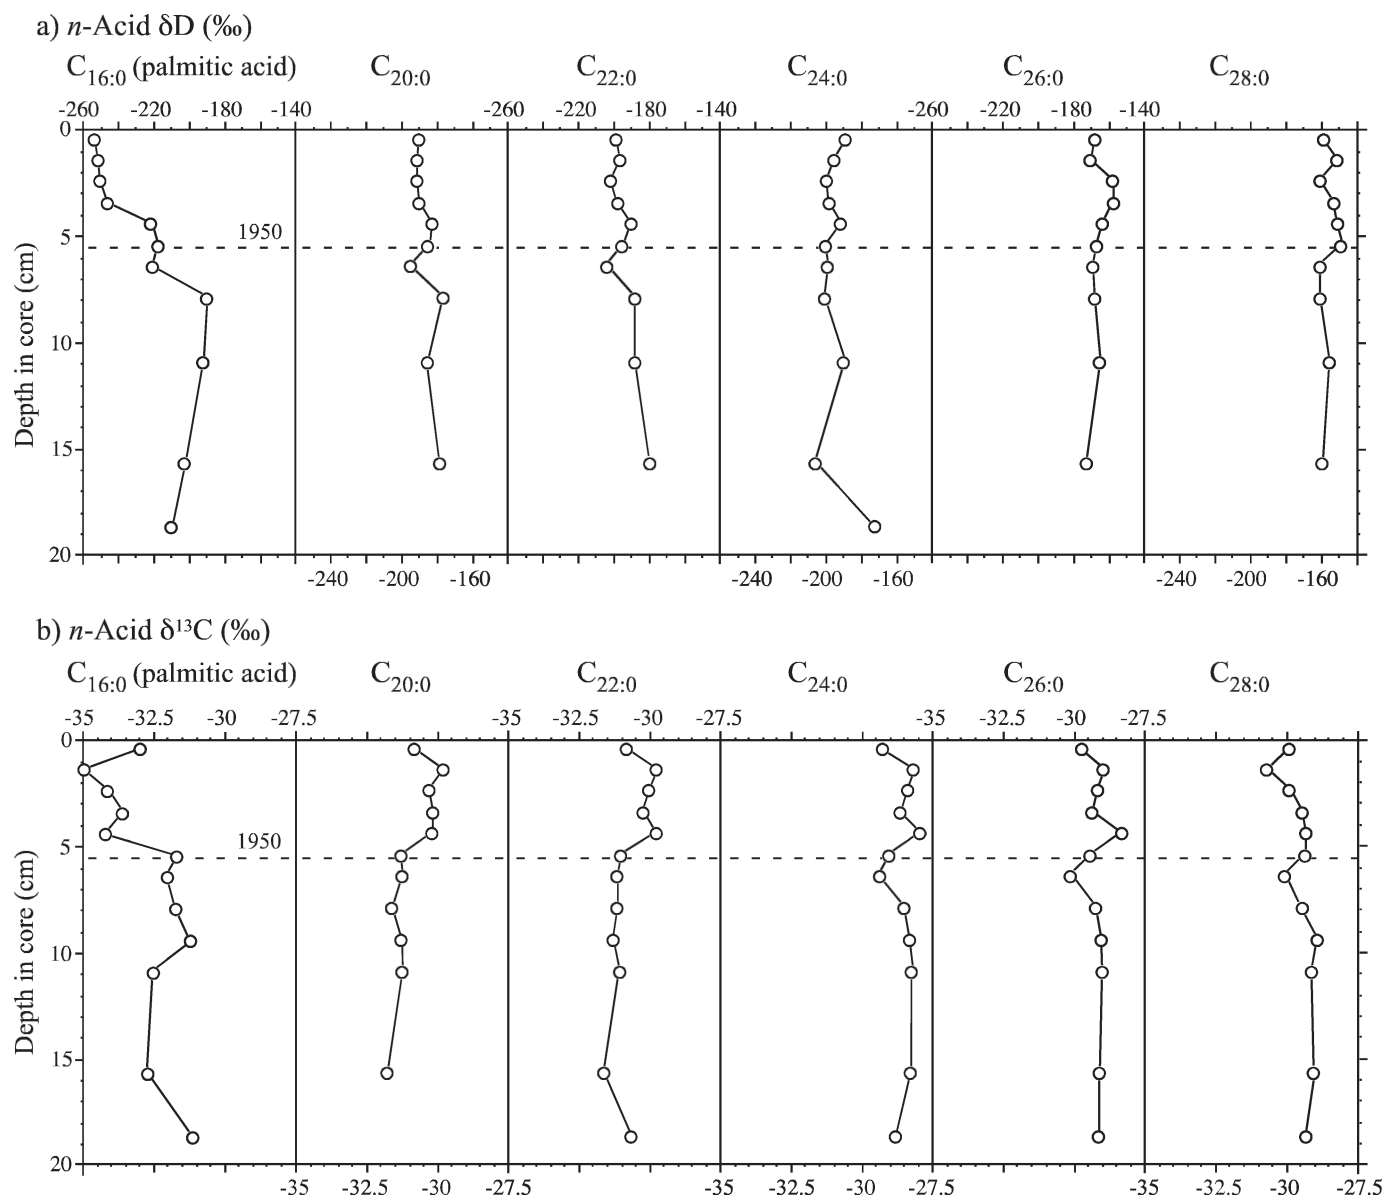 a) n-Acid δD (‰)
C16:0 (palmitic acid) C20:0 C22:0 C24:0 C26:0 C28:0
-260 -220 -180 -140 -260 -220 -180 -140 -260 -220 -180 -140
0
5
10
15
20
Depth in core (cm)
1950
-240 -200 -160 -240 -200 -160 -240 -200 -160
b) n-Acid δ¹³C (‰)
C16:0 (palmitic acid) C20:0 C22:0 C24:0 C26:0 C28:0
-35 -32.5 -30 -27.5 -35 -32.5 -30 -27.5 -35 -32.5 -30 -27.5
0
5
10
15
20
Depth in core (cm)
1950
-35 -32.5 -30 -27.5 -35 -32.5 -30 -27.5 -35 -32.5 -30 -27.5